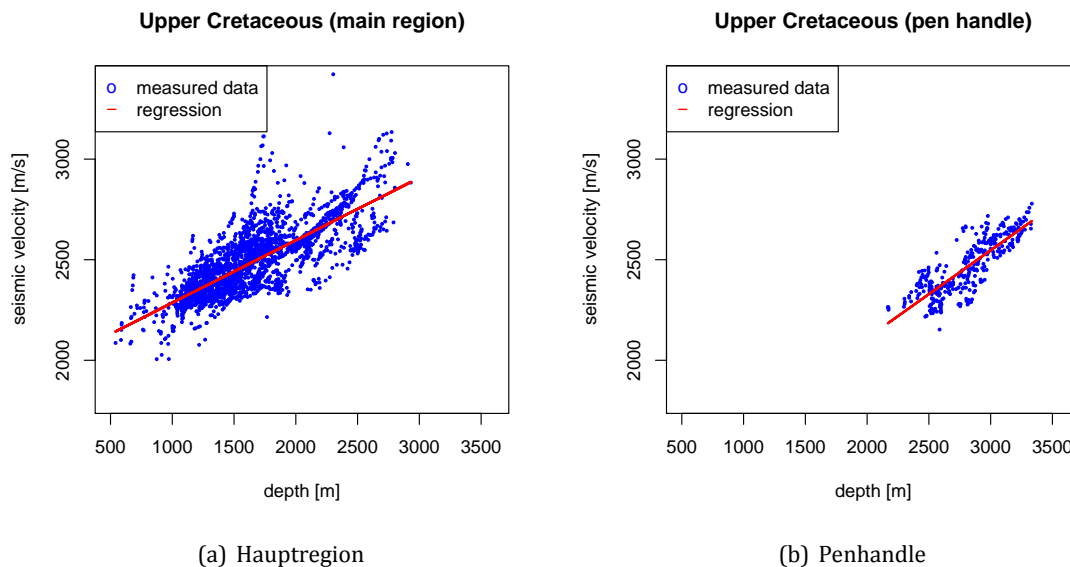 Upper Cretaceous (main region)
o measured data
– regression
seismic velocity [m/s]
3000
2500
2000
500 1000 1500 2000 2500 3000 3500
depth [m]
(a) Hauptregion
Upper Cretaceous (pen handle)
o measured data
– regression
seismic velocity [m/s]
3000
2500
2000
500 1000 1500 2000 2500 3000 3500
depth [m]
(b) Penhandle